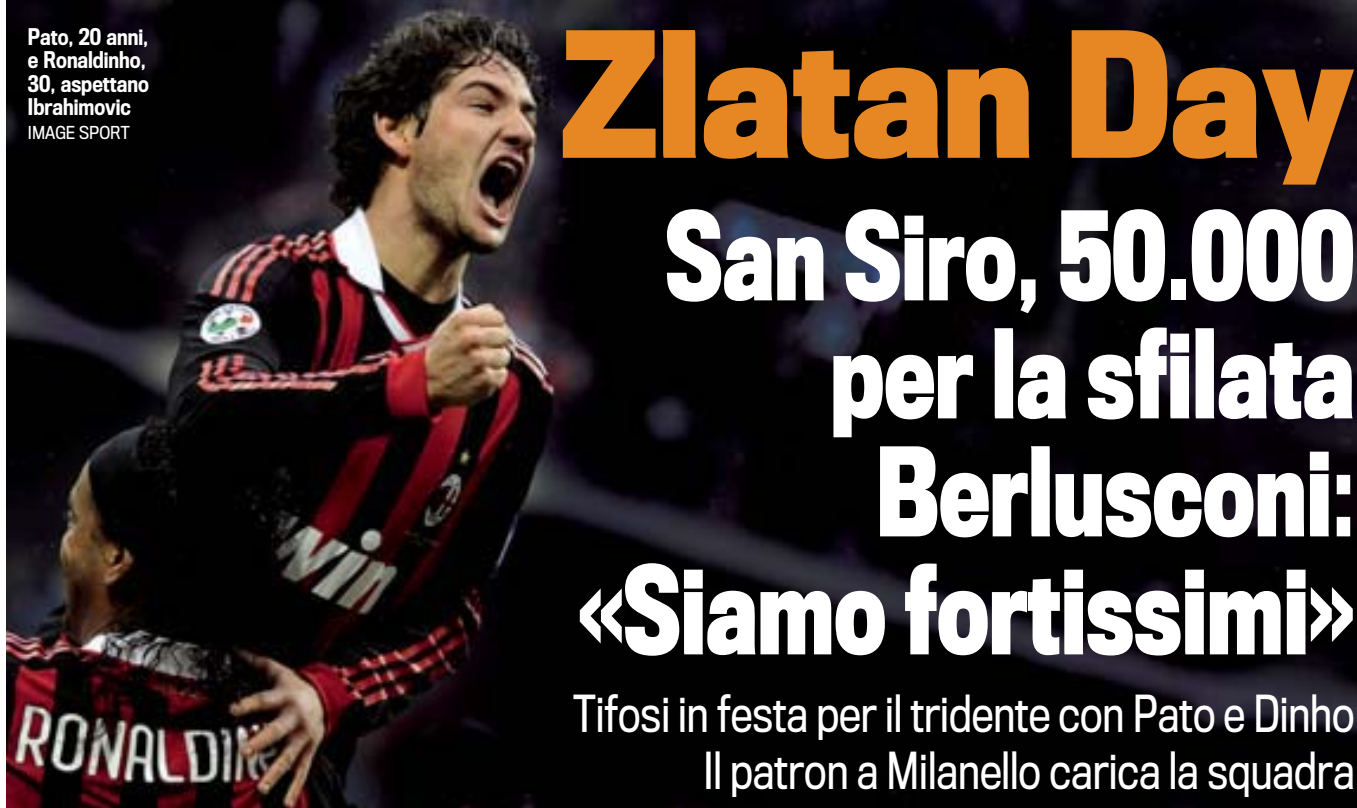 Pato, 20 anni,
e Ronaldinho,
30, aspettano
Ibrahimovic
IMAGE SPORT
Zlatan Day
San Siro, 50.000
per la sfilata
Berlusconi:
«Siamo fortissimi»
Tifosi in festa per il tridente con Pato e Dinho
Il patron a Milanello carica la squadra
win
RONALDIN